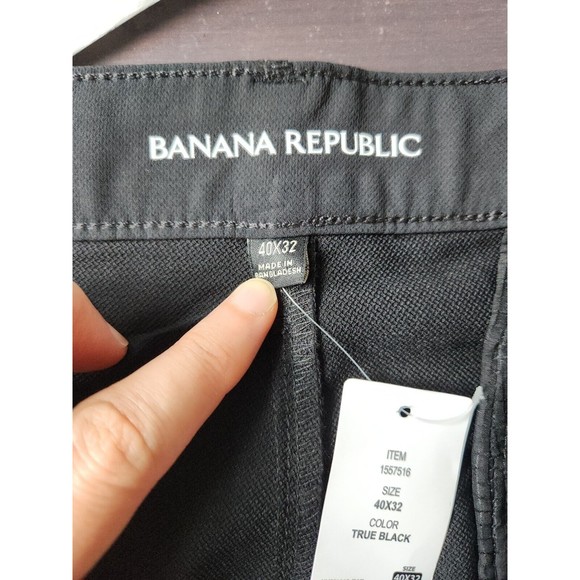 BANANA REPUBLIC
40X32
MADE IN
BANGLADESH
ITEM
1557516
SIZE
40X32
COLOR
TRUE BLACK
SIZE
40X32